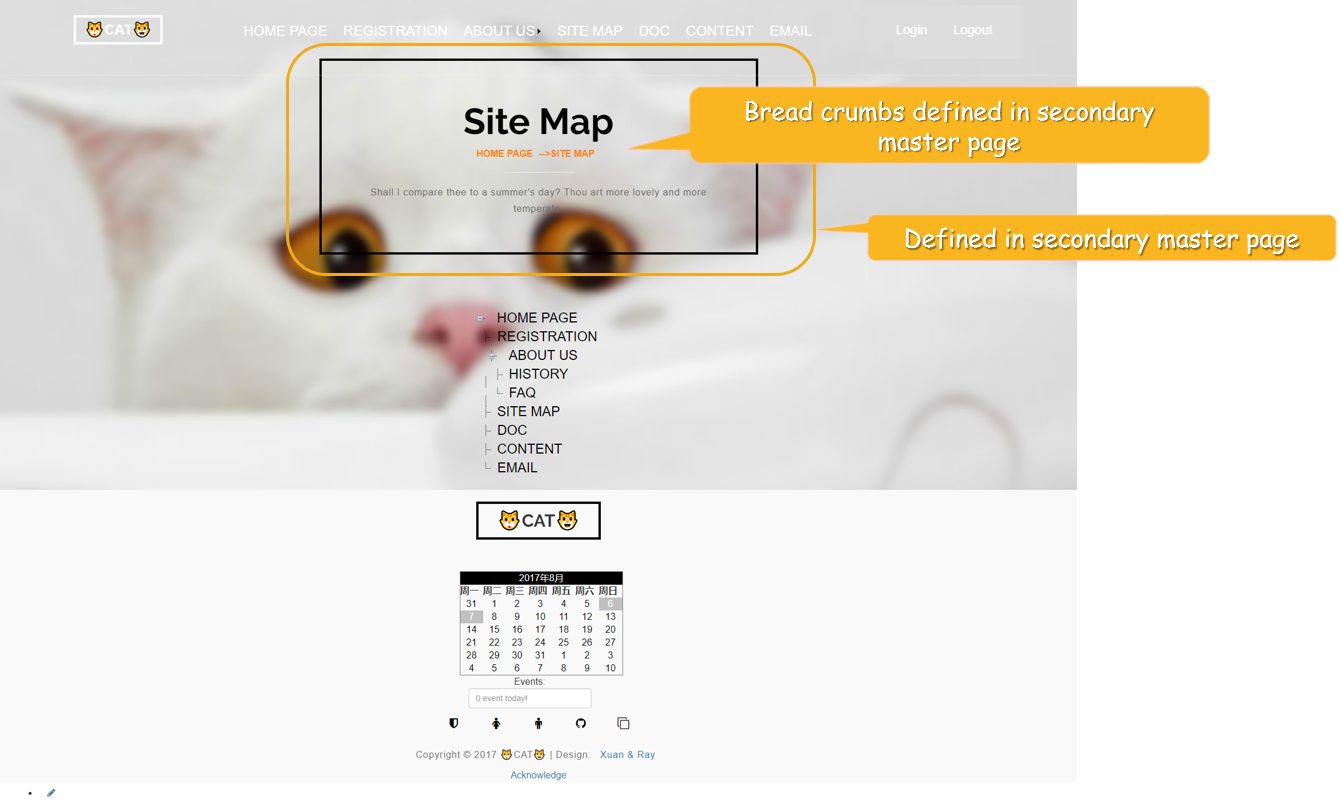 CAT
HOME PAGE REGISTRATION ABOUT US SITE MAP DOC CONTENT EMAIL Login Logout
Site Map
HOME PAGE -->SITE MAP
Shall I compare thee to a summer's day? Thou art more lovely and more
temperate.
Bread crumbs defined in secondary
master page
Defined in secondary master page
HOME PAGE
REGISTRATION
ABOUT US
HISTORY
FAQ
SITE MAP
DOC
CONTENT
EMAIL
CAT
2017年8月
周一 周二 周三 周四 周五 周六 周日
31 1 2 3 4 5 6
7 8 9 10 11 12 13
14 15 16 17 18 19 20
21 22 23 24 25 26 27
28 29 30 31 1 2 3
4 5 6 7 8 9 10
Events:
0 event today!
Copyright © 2017 🐱CAT🐱 | Design: Xuan & Ray
Acknowledge